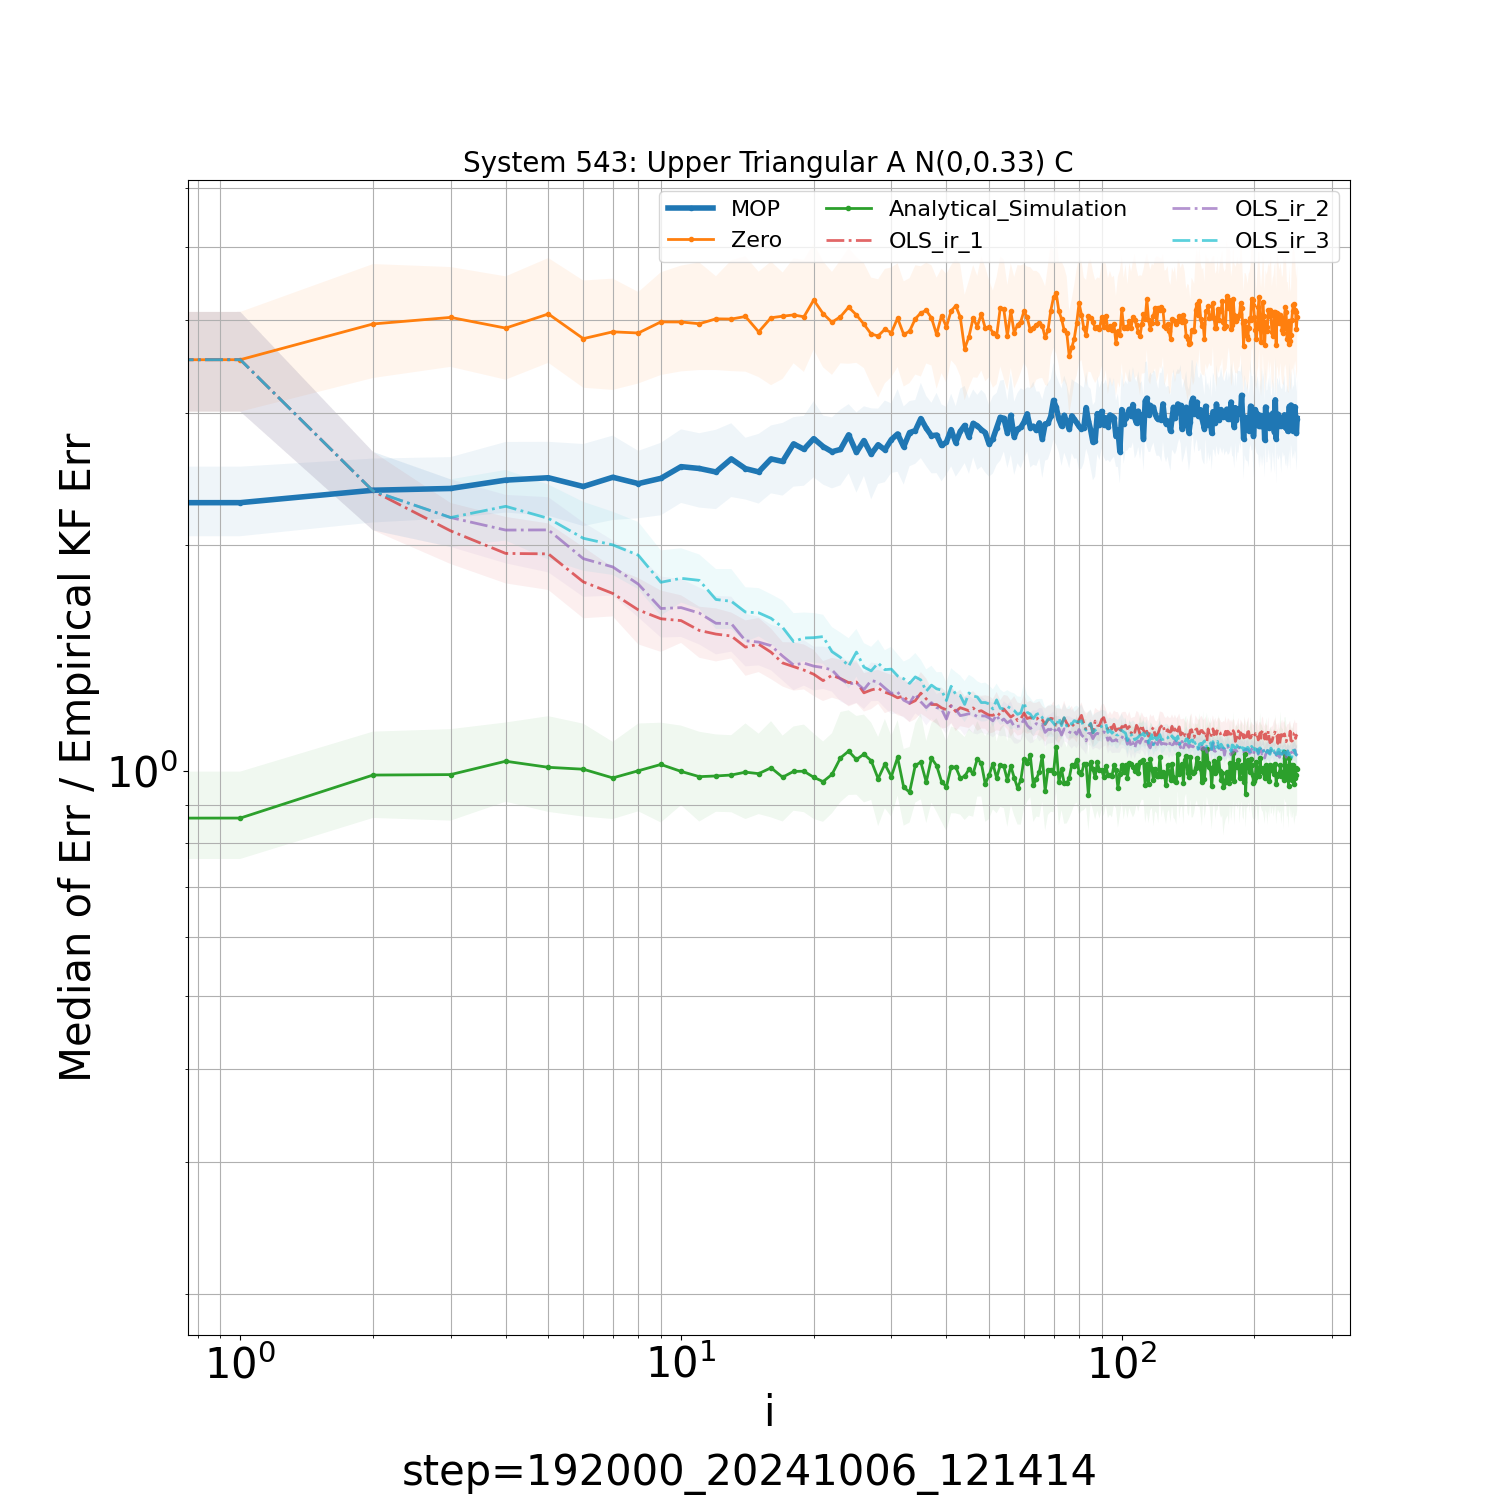 System 543: Upper Triangular A N(0,0.33) C
MOP
Zero
Analytical_Simulation
OLS_ir_1
OLS_ir_2
OLS_ir_3
Median of Err / Empirical KF Err
10⁰
10⁰ 10¹ 10²
i
step=192000_20241006_121414